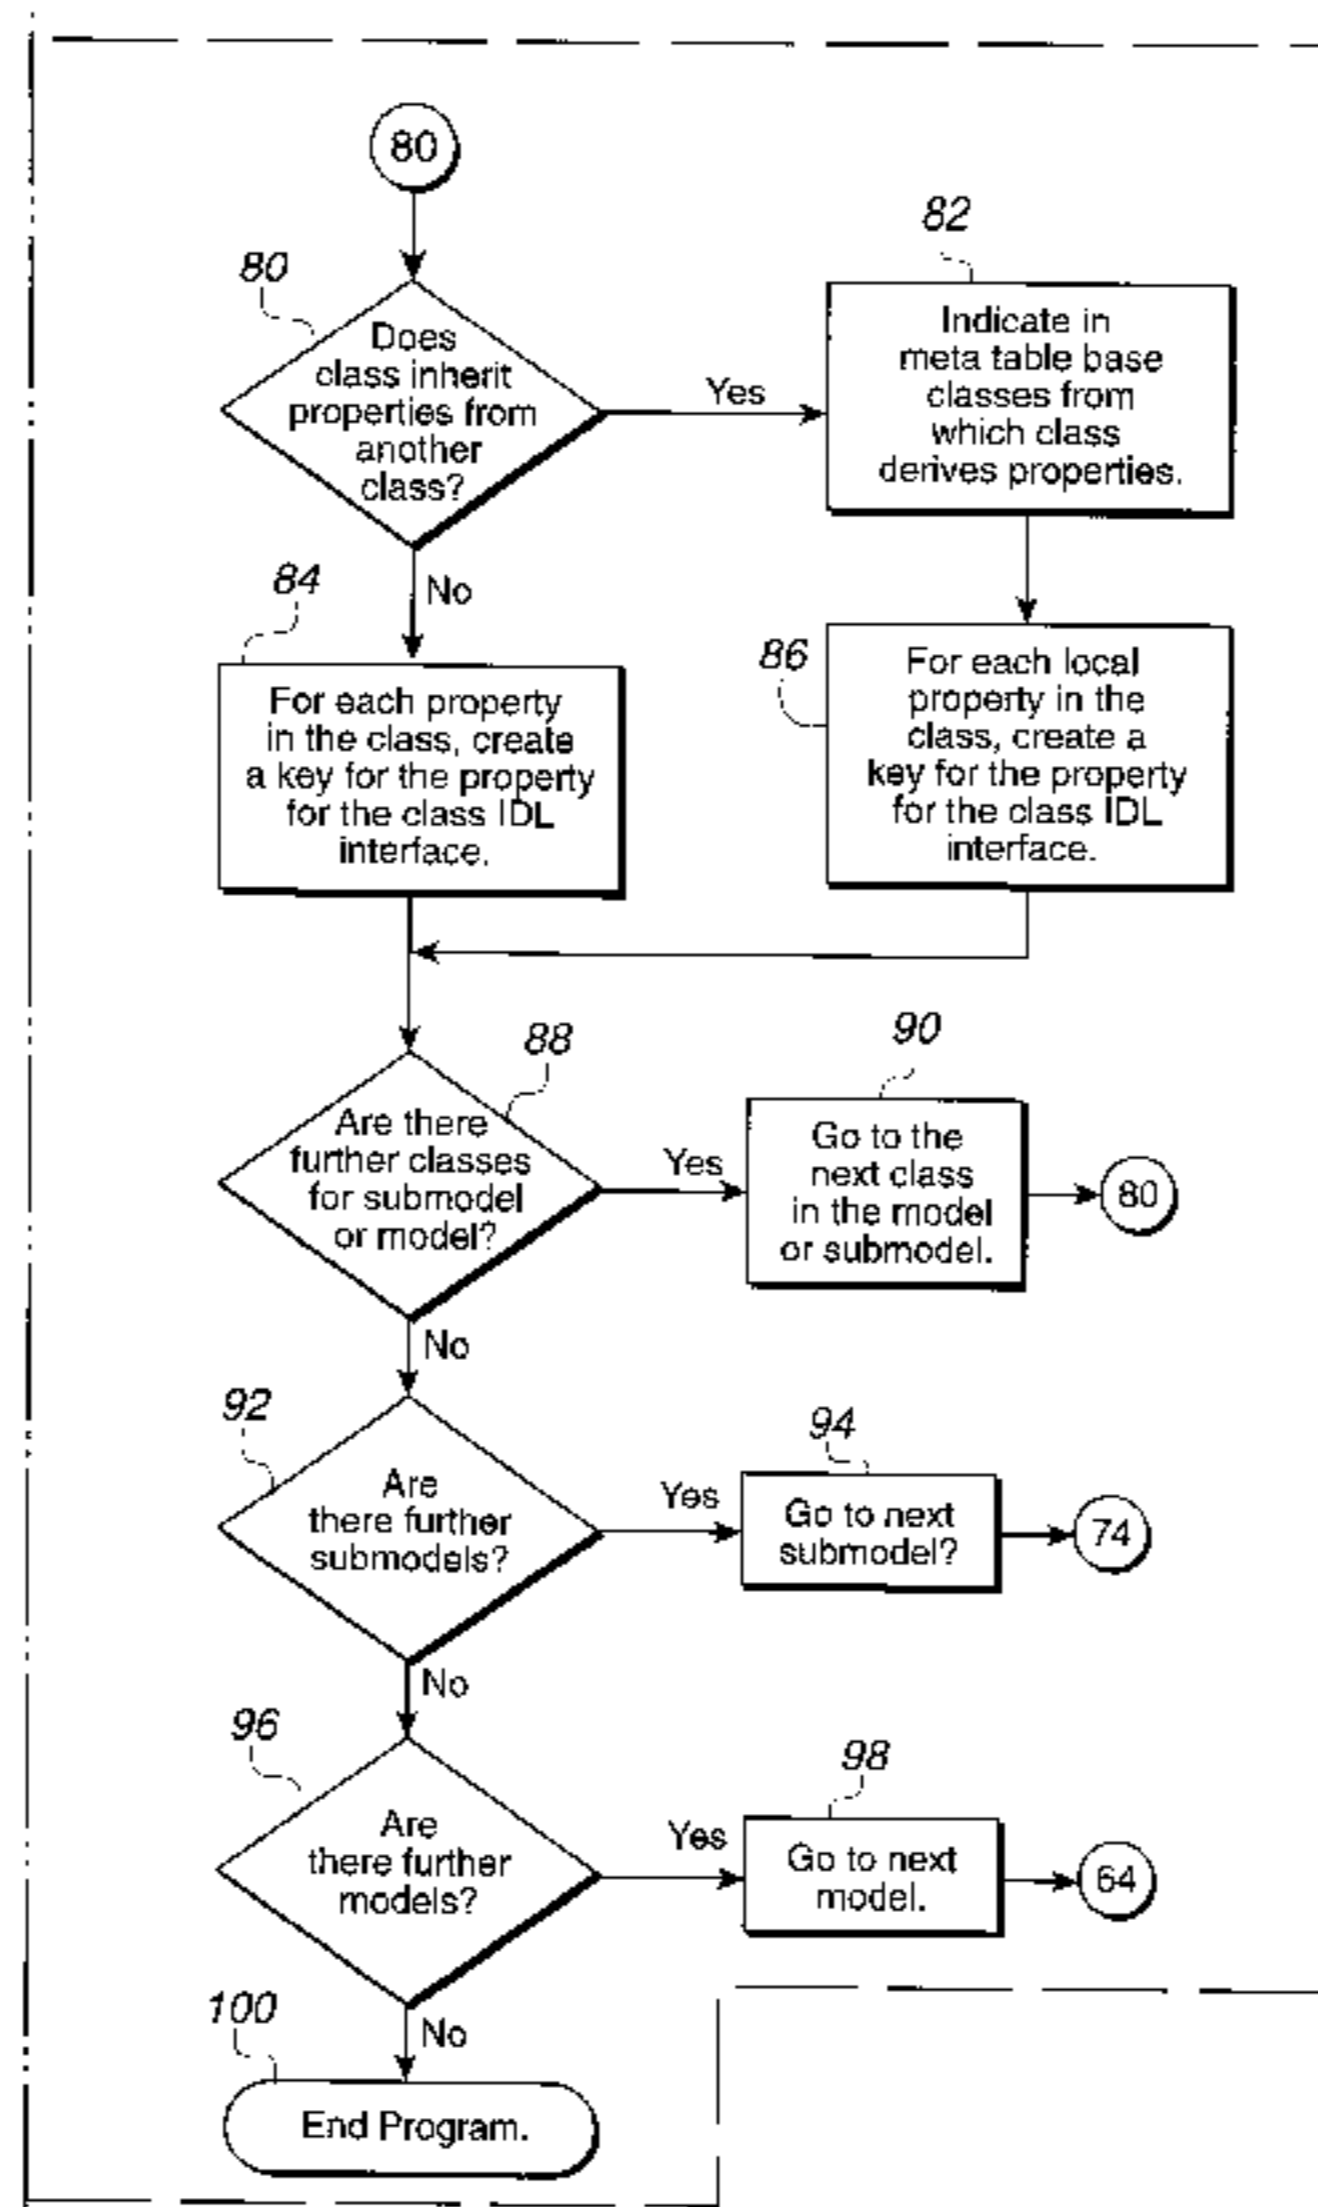 80
80
Does
class inherit
properties from
another
class?
Yes
82
Indicate in
meta table base
classes from
which class
derives properties.
No
84
For each property
in the class, create
a key for the property
for the class IDL
interface.
86
For each local
property in the
class, create a
key for the property
for the class IDL
interface.
88
Are there
further classes
for submodel
or model?
Yes
90
Go to the
next class
in the model
or submodel.
80
No
92
Are
there further
submodels?
Yes
94
Go to next
submodel?
74
No
96
Are
there further
models?
Yes
98
Go to next
model.
64
No
100
End Program.